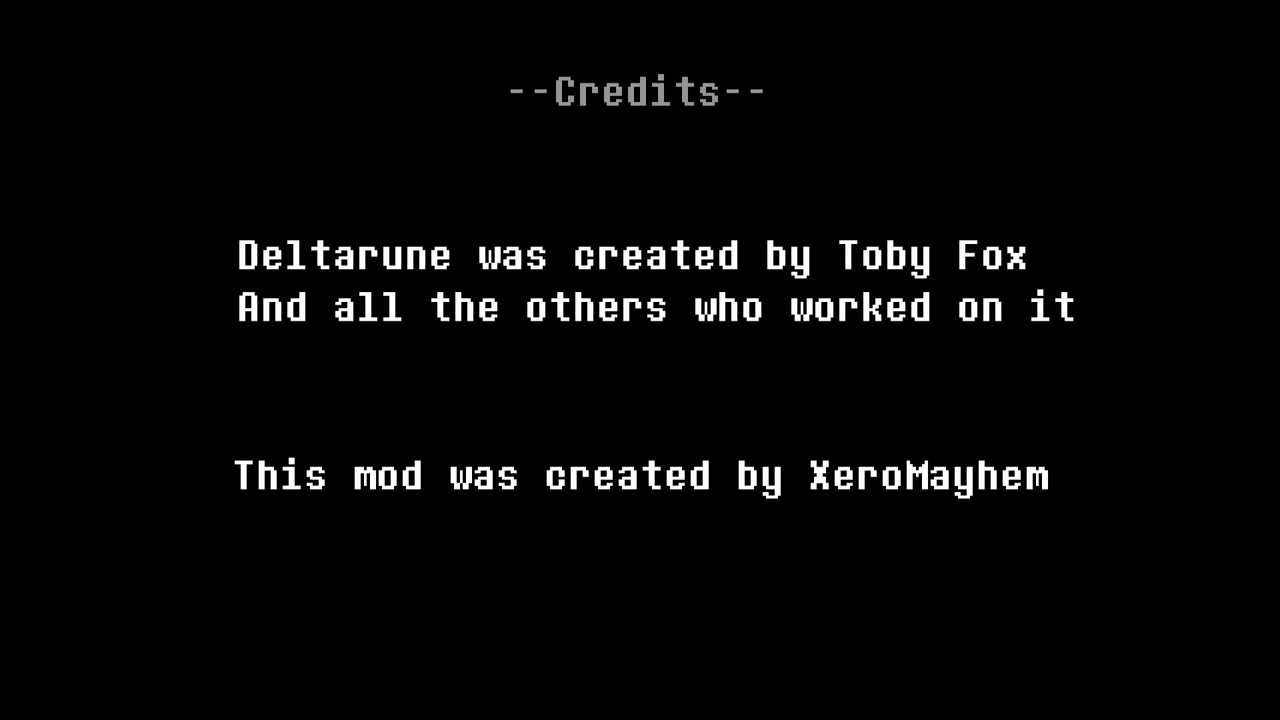 --Credits--
Deltarune was created by Toby Fox
And all the others who worked on it
This mod was created by XeroMayhem